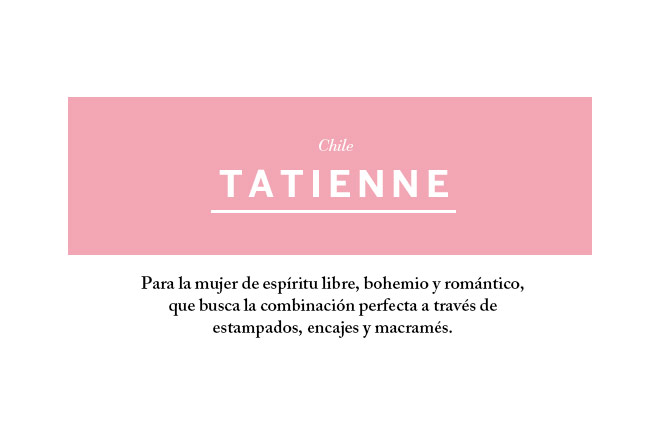 Chile
TATIENNE
Para la mujer de espíritu libre, bohemio y romántico,
que busca la combinación perfecta a través de
estampados, encajes y macramés.